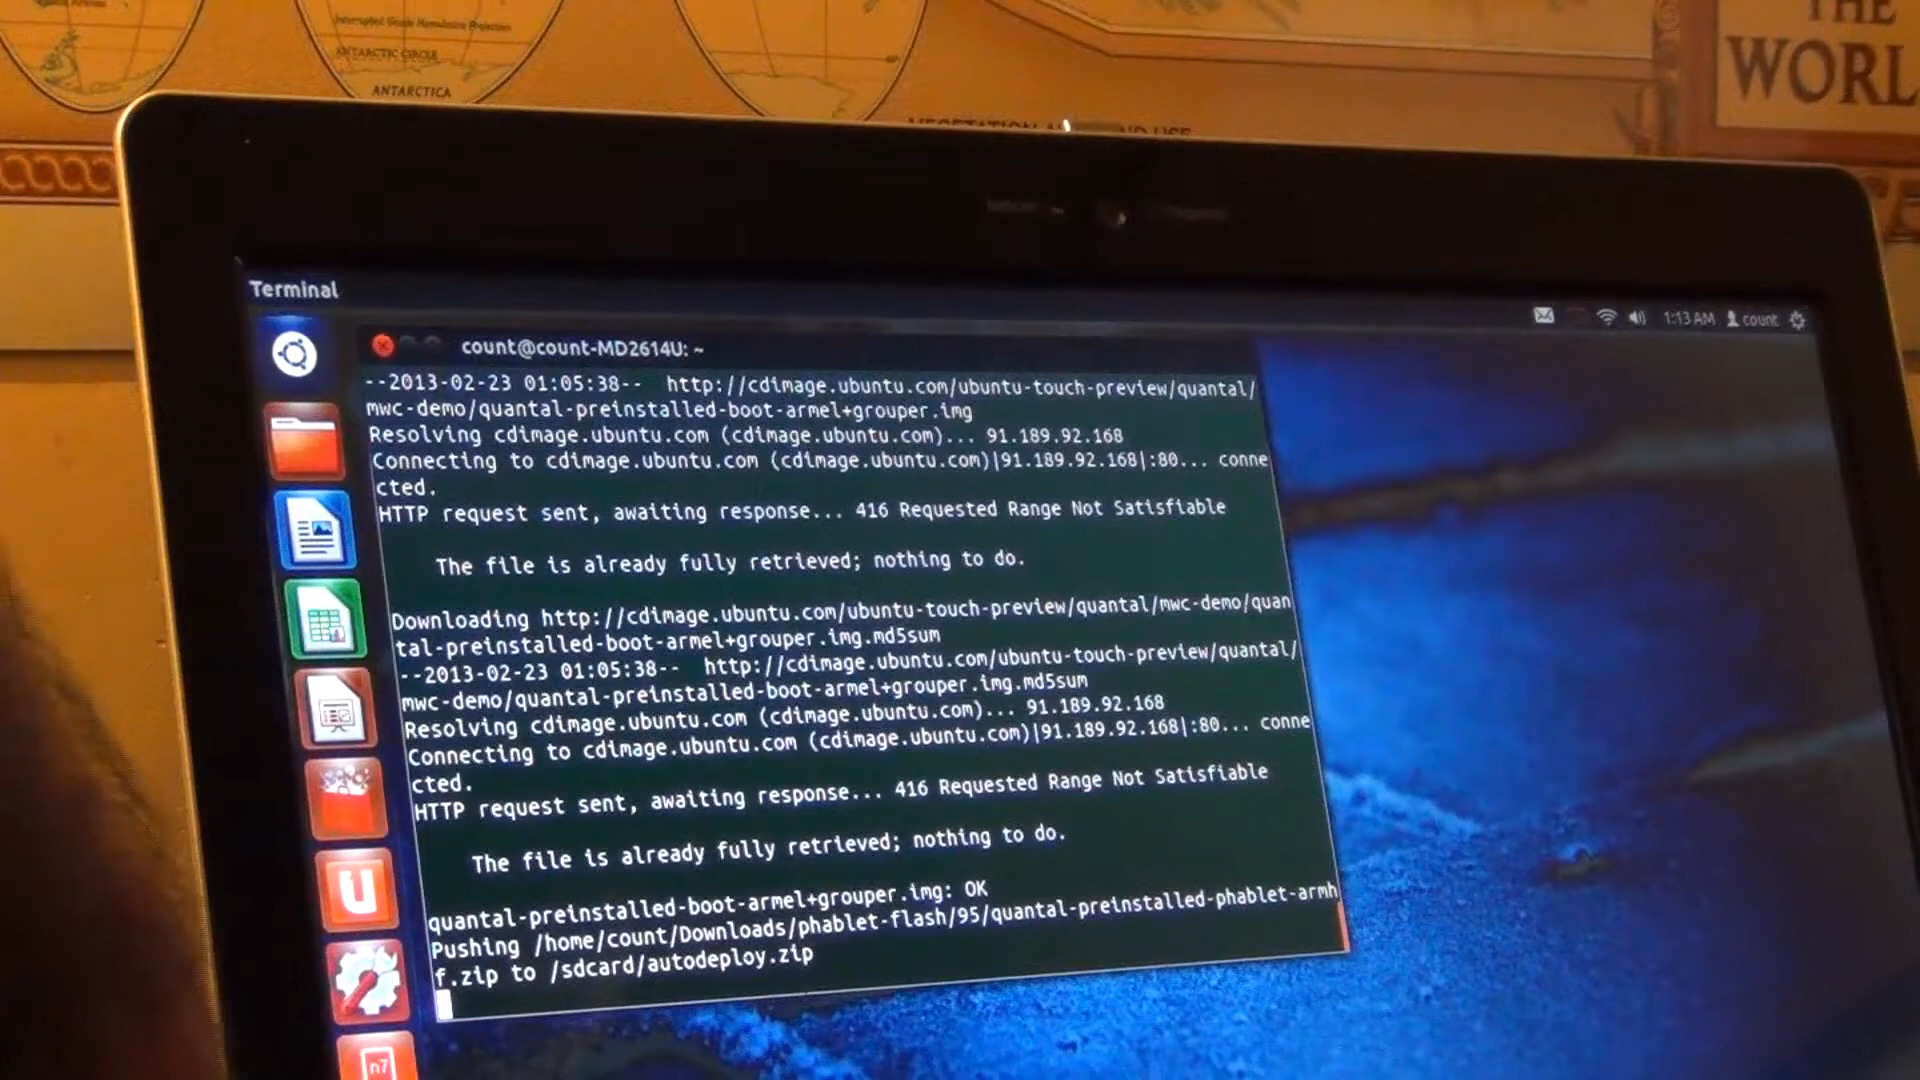 Interrupted Goode Homolosine Projection
ANTARCTIC CIRCLE
ANTARCTICA
THE
WORL
VEGETATION AND USE
Terminal
1:13 AM count
count@count-MD2614U: ~
--2013-02-23 01:05:38-- http://cdimage.ubuntu.com/ubuntu-touch-preview/quantal/
mwc-demo/quantal-preinstalled-boot-armel+grouper.img
Resolving cdimage.ubuntu.com (cdimage.ubuntu.com)... 91.189.92.168
Connecting to cdimage.ubuntu.com (cdimage.ubuntu.com)|91.189.92.168|:80... conne
cted.
HTTP request sent, awaiting response... 416 Requested Range Not Satisfiable
The file is already fully retrieved; nothing to do.
Downloading http://cdimage.ubuntu.com/ubuntu-touch-preview/quantal/mwc-demo/quan
tal-preinstalled-boot-armel+grouper.img.md5sum
--2013-02-23 01:05:38-- http://cdimage.ubuntu.com/ubuntu-touch-preview/quantal/
mwc-demo/quantal-preinstalled-boot-armel+grouper.img.md5sum
Resolving cdimage.ubuntu.com (cdimage.ubuntu.com)... 91.189.92.168
Connecting to cdimage.ubuntu.com (cdimage.ubuntu.com)|91.189.92.168|:80... conne
cted.
HTTP request sent, awaiting response... 416 Requested Range Not Satisfiable
The file is already fully retrieved; nothing to do.
quantal-preinstalled-boot-armel+grouper.img: OK
Pushing /home/count/Downloads/phablet-flash/95/quantal-preinstalled-phablet-armh
f.zip to /sdcard/autodeploy.zip
u
n7